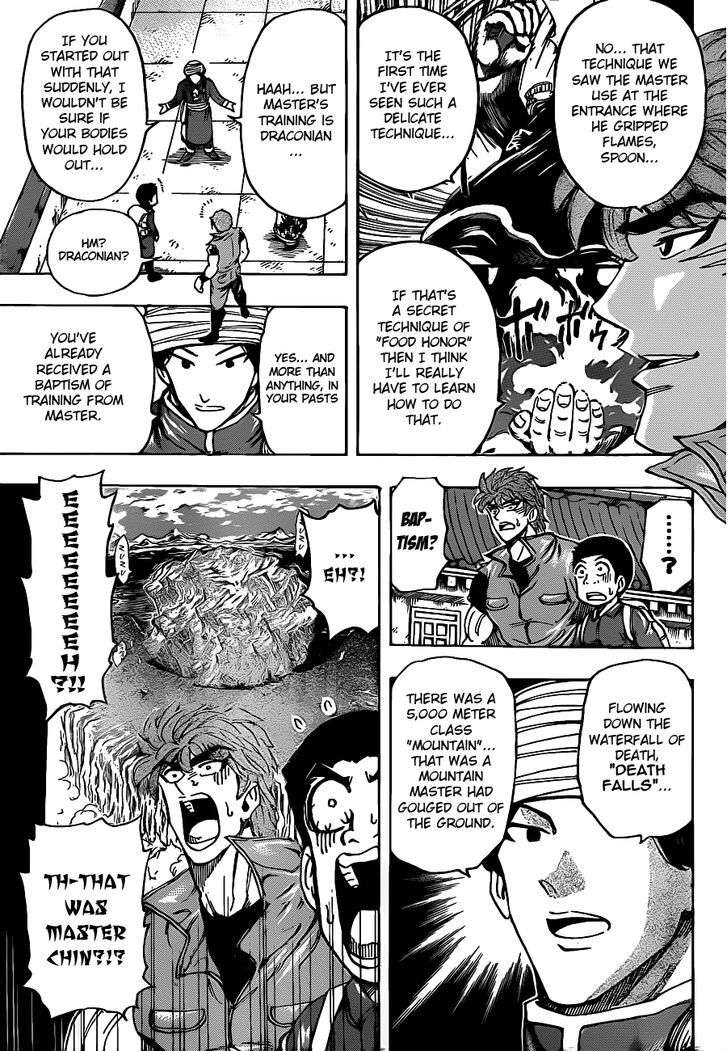 NO... THAT
TECHNIQUE WE
SAW THE MASTER
USE AT THE
ENTRANCE WHERE
HE GRIPPED
FLAMES,
SPOON...
IT'S THE
FIRST TIME
I'VE EVER
SEEN SUCH A
DELICATE
TECHNIQUE...
IF THAT'S
A SECRET
TECHNIQUE OF
"FOOD HONOR"
THEN I THINK
I'LL REALLY
HAVE TO LEARN
HOW TO DO
THAT.
HAAH... BUT
MASTER'S
TRAINING IS
DRACONIAN
...
IF YOU
STARTED OUT
WITH THAT
SUDDENLY, I
WOULDN'T BE
SURE IF
YOUR BODIES
WOULD HOLD
OUT...
HM?
DRACONIAN?
YES... AND
MORE THAN
ANYTHING, IN
YOUR PASTS
YOU'VE
ALREADY
RECEIVED A
BAPTISM OF
TRAINING FROM
MASTER.
......?
BAP-
TISM?
FLOWING
DOWN THE
WATERFALL OF
DEATH,
"DEATH
FALLS"...
THERE WAS A
5,000 METER
CLASS
"MOUNTAIN"...
THAT WAS A
MOUNTAIN
MASTER HAD
GOUGED OUT OF
THE GROUND.
...
EH?!
EEEEEEEEEH?!!
TH-THAT
WAS
MASTER
CHIN?!?